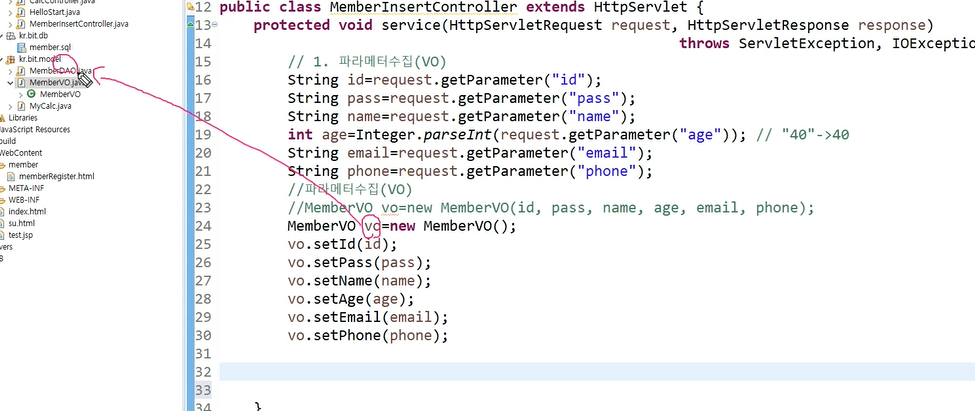 CalcController.java
HelloStart.java
MemberInsertController.java
kr.bit.db
member.sql
kr.bit.model
MemberDAO.java
MemberVO.java
MemberVO
MyCalc.java
Libraries
JavaScript Resources
build
WebContent
member
memberRegister.html
META-INF
WEB-INF
index.html
su.html
test.jsp
12 public class MemberInsertController extends HttpServlet {
13 protected void service(HttpServletRequest request, HttpServletResponse response)
14 throws ServletException, IOExceptio
15 // 1. 파라메터수집(VO)
16 String id=request.getParameter("id");
17 String pass=request.getParameter("pass");
18 String name=request.getParameter("name");
19 int age=Integer.parseInt(request.getParameter("age")); // "40"->40
20 String email=request.getParameter("email");
21 String phone=request.getParameter("phone");
22 //파라메터수집(VO)
23 //MemberVO vo=new MemberVO(id, pass, name, age, email, phone);
24 MemberVO vo=new MemberVO();
25 vo.setId(id);
26 vo.setPass(pass);
27 vo.setName(name);
28 vo.setAge(age);
29 vo.setEmail(email);
30 vo.setPhone(phone);
31
32
33
34 }